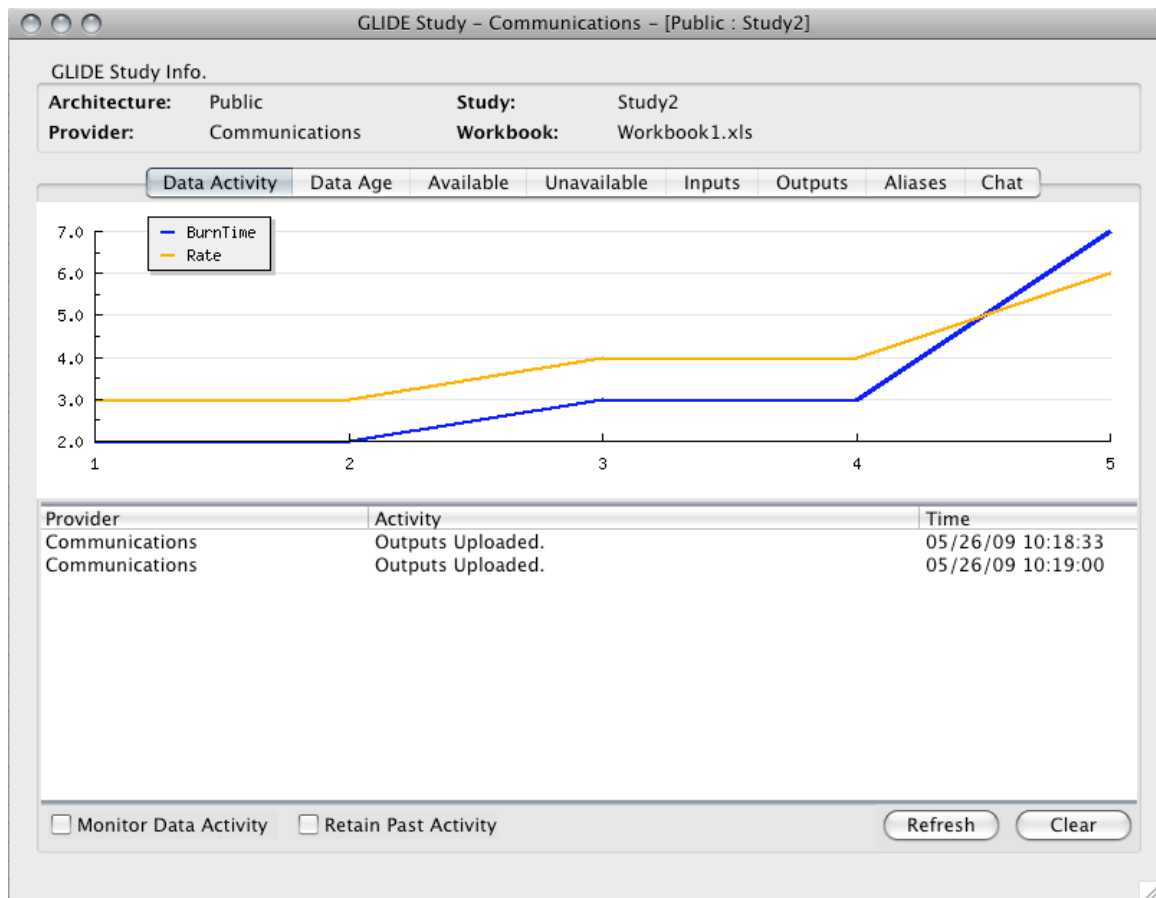 GLIDE Study – Communications – [Public : Study2]
GLIDE Study Info.
Architecture: Public Study: Study2
Provider: Communications Workbook: Workbook1.xls
Data Activity Data Age Available Unavailable Inputs Outputs Aliases Chat
BurnTime
Rate
7.0
6.0
5.0
4.0
3.0
2.0
1 2 3 4 5
Provider Activity Time
Communications Outputs Uploaded. 05/26/09 10:18:33
Communications Outputs Uploaded. 05/26/09 10:19:00
Monitor Data Activity Retain Past Activity Refresh Clear